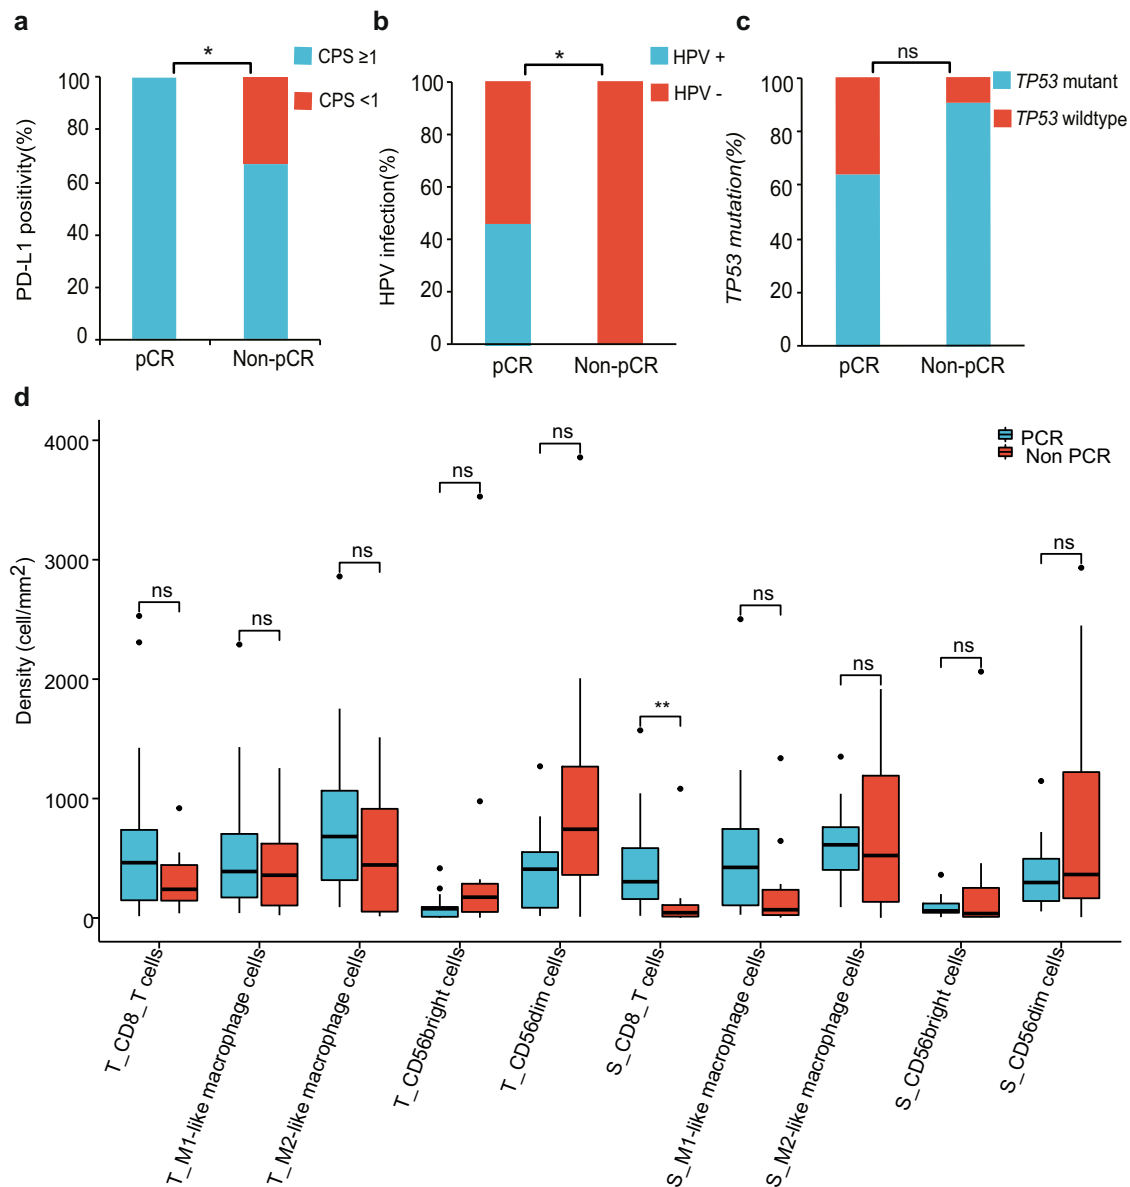 a
*
CPS ≥1
CPS <1
PD-L1 positivity(%)
100
80
60
40
20
0
pCR
Non-pCR
b
*
HPV +
HPV -
HPV infection(%)
100
80
60
40
20
0
pCR
Non-pCR
c
ns
TP53 mutant
TP53 wildtype
TP53 mutation(%)
100
80
60
40
20
0
pCR
Non-pCR
d
PCR
Non PCR
Density (cell/mm²)
4000
3000
2000
1000
0
ns
ns
ns
ns
ns
**
ns
ns
ns
ns
T_CD8_T cells
T_M1-like macrophage cells
T_M2-like macrophage cells
T_CD56bright cells
T_CD56dim cells
S_CD8_T cells
S_M1-like macrophage cells
S_M2-like macrophage cells
S_CD56bright cells
S_CD56dim cells